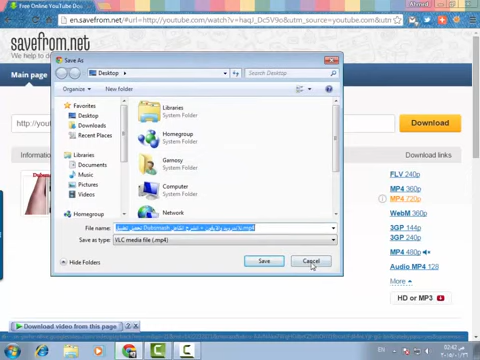 Free Online YouTube Dow
Ahmed
en.savefrom.net/#url=http://youtube.com/watch?v=haqJ_Dc5V9o&utm_source=youtube.com&utm
savefrom.net
We help to
Main page
Save As
Desktop
Search Desktop
Organize
New folder
Favorites
Desktop
Downloads
Recent Places
Libraries
Documents
Music
Pictures
Videos
Homegroup
Libraries
System Folder
Homegroup
System Folder
Garnosy
System Folder
Computer
System Folder
Network
File name:
Save as type:
VLC media file (.mp4)
Hide Folders
Save
Cancel
http://yout
Download
Information
Download links
FLV 240p
MP4 360p
MP4 720p
WebM 360p
3GP 144p
3GP 240p
MP4 480p
Audio MP4 128
More
HD or MP3
Download video from this page
EN
02:42